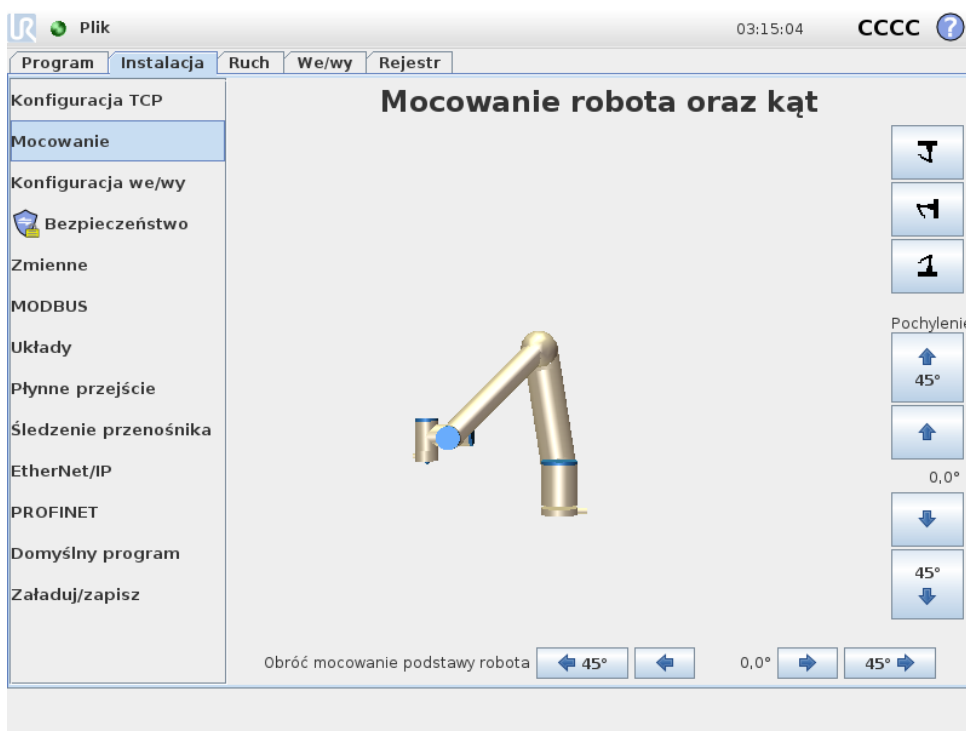 UR Plik 03:15:04 CCCC ?
Program Instalacja Ruch We/wy Rejestr
Konfiguracja TCP
Mocowanie
Konfiguracja we/wy
Bezpieczeństwo
Zmienne
MODBUS
Układy
Płynne przejście
Śledzenie przenośnika
EtherNet/IP
PROFINET
Domyślny program
Załaduj/zapisz
Mocowanie robota oraz kąt
Pochylenie
45°
0,0°
45°
Obróć mocowanie podstawy robota 45° 0,0° 45°